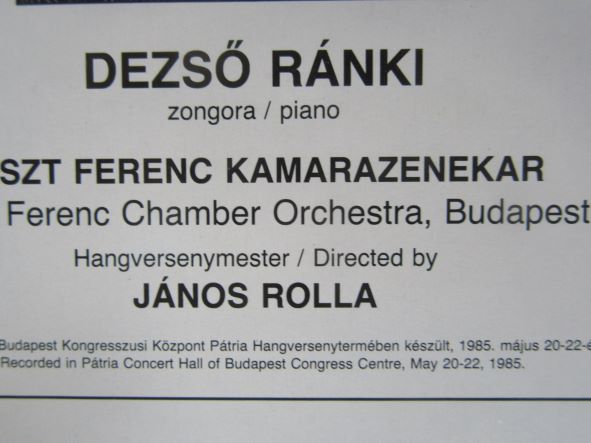 DEZSŐ RÁNKI
zongora / piano
SZT FERENC KAMARAZENEKAR
Ferenc Chamber Orchestra, Budapest
Hangversenymester / Directed by
JÁNOS ROLLA
Budapest Kongresszusi Központ Pátria Hangversenytermében készült, 1985. május 20-22-é
Recorded in Pátria Concert Hall of Budapest Congress Centre, May 20-22, 1985.